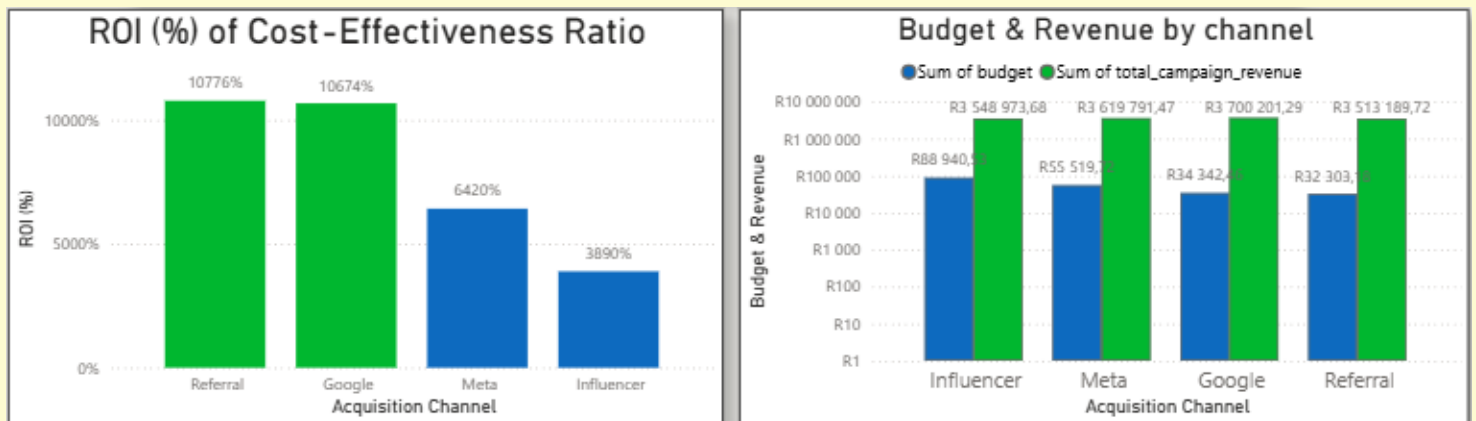 ROI (%) of Cost-Effectiveness Ratio
10776%
10674%
10000%
6420%
5000%
3890%
0%
ROI (%)
Referral Google Meta Influencer
Acquisition Channel
Budget & Revenue by channel
Sum of budget Sum of total_campaign_revenue
R10 000 000
R3 548 973,68 R3 619 791,47 R3 700 201,29 R3 513 189,72
R1 000 000
R88 940,
R100 000
R55 519,
R34 342,
R32 303,
R10 000
R1 000
R100
R10
R1
Budget & Revenue
Influencer Meta Google Referral
Acquisition Channel